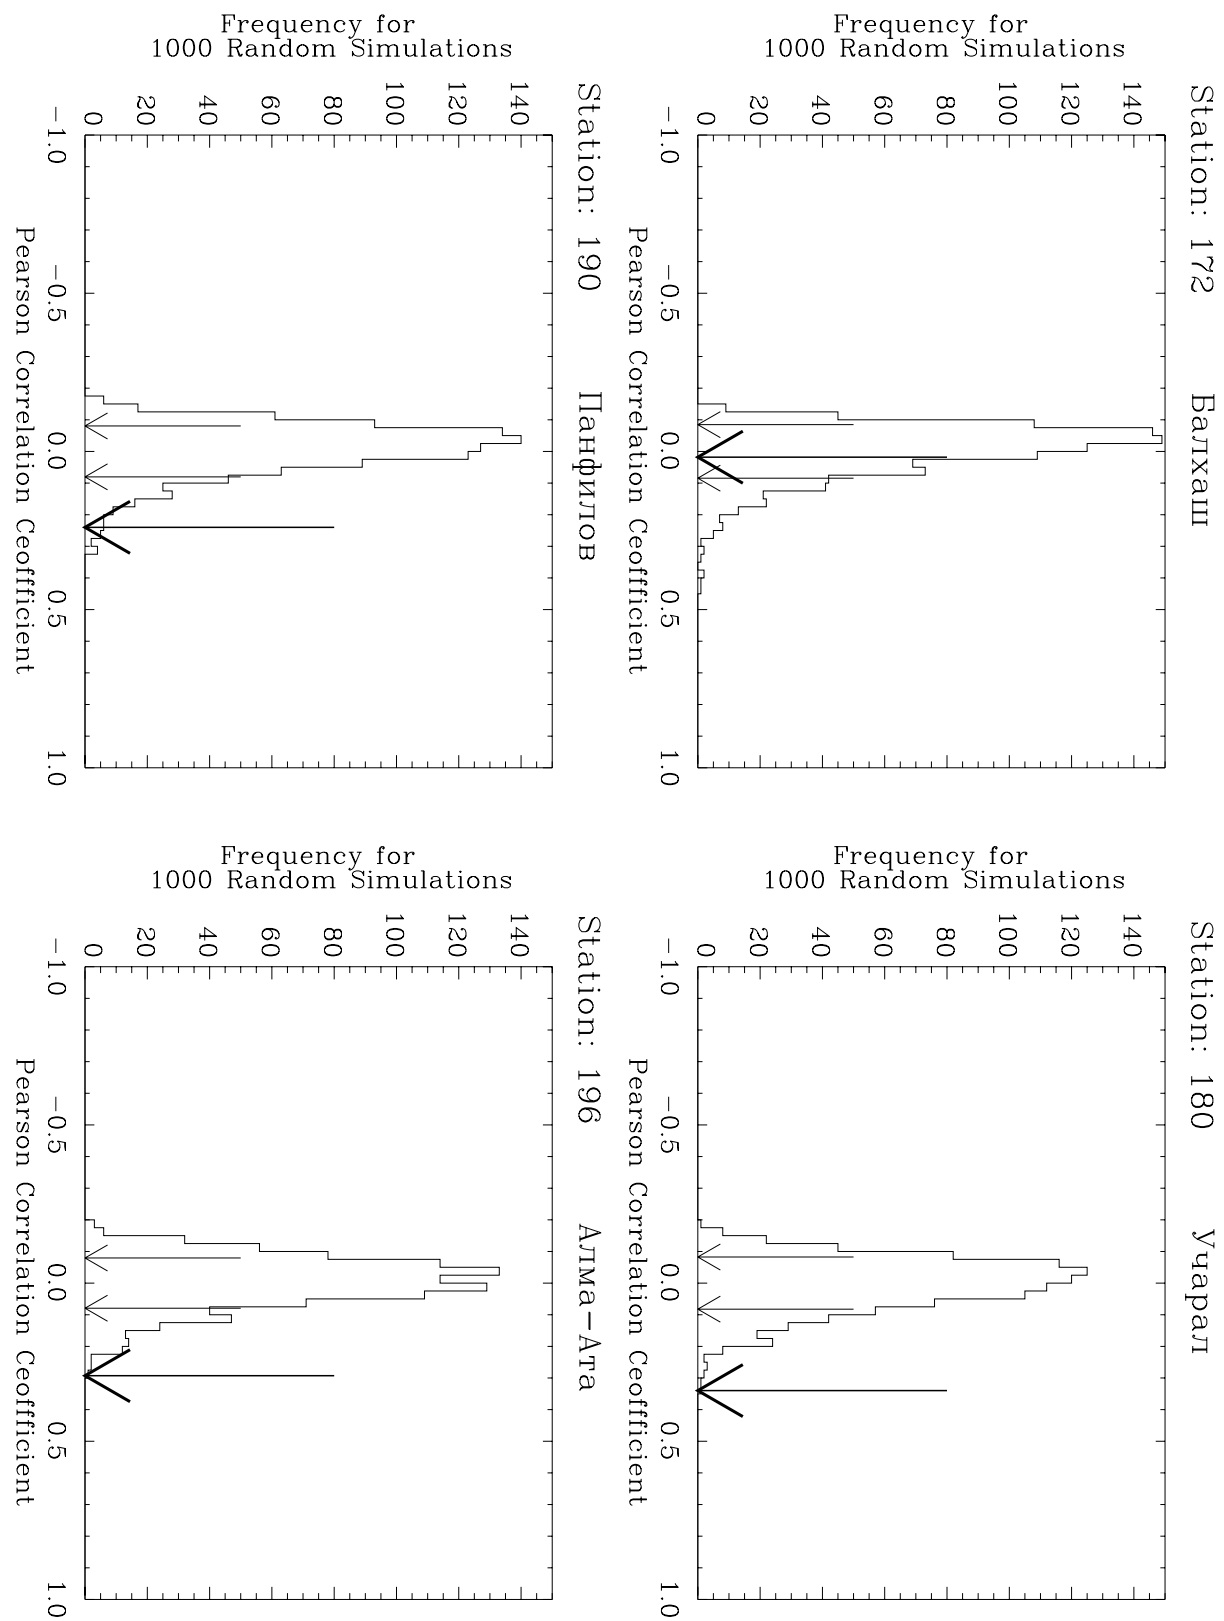 Station: 172 Балхаш
Frequency for
1000 Random Simulations
140
120
100
80
60
40
20
0
−1.0 −0.5 0.0 0.5 1.0
Pearson Correlation Ceoffficient
Station: 180 Учарал
Frequency for
1000 Random Simulations
140
120
100
80
60
40
20
0
−1.0 −0.5 0.0 0.5 1.0
Pearson Correlation Ceoffficient
Station: 190 Панфилов
Frequency for
1000 Random Simulations
140
120
100
80
60
40
20
0
−1.0 −0.5 0.0 0.5 1.0
Pearson Correlation Ceoffficient
Station: 196 Алма−Ата
Frequency for
1000 Random Simulations
140
120
100
80
60
40
20
0
−1.0 −0.5 0.0 0.5 1.0
Pearson Correlation Ceoffficient